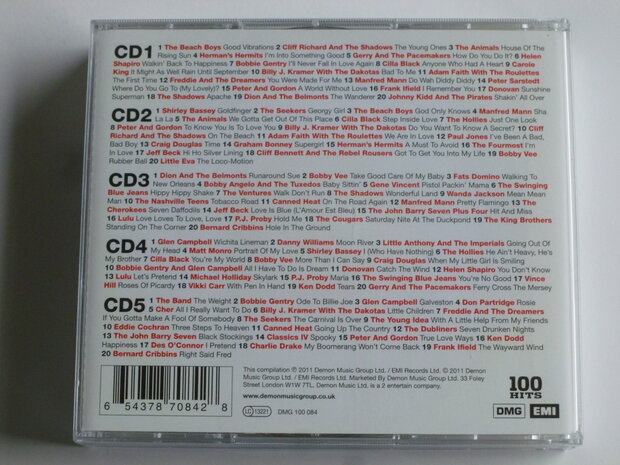 CD1 1 The Beach Boys Good Vibrations 2 Cliff Richard And The Shadows The Young Ones 3 The Animals House Of The
Rising Sun 4 Herman's Hermits I'm Into Something Good 5 Gerry And The Pacemakers How Do You Do It? 6 Helen
Shapiro Walkin' Back To Happiness 7 Bobbie Gentry I'll Never Fall In Love Again 8 Cilla Black Anyone Who Had A Heart 9 Carole
King It Might As Well Rain Until September 10 Billy J. Kramer With The Dakotas Bad To Me 11 Adam Faith With The Roulettes
The First Time 12 Freddie And The Dreamers You Were Made For Me 13 Manfred Mann Do Wah Diddy Diddy 14 Peter Sarstedt
Where Do You Go To (My Lovely)? 15 Peter And Gordon A World Without Love 16 Frank Ifield I Remember You 17 Donovan Sunshine
Superman 18 The Shadows Apache 19 Dion And The Belmonts The Wanderer 20 Johnny Kidd And The Pirates Shakin' All Over
CD2 1 Shirley Bassey Goldfinger 2 The Seekers Georgy Girl 3 The Beach Boys God Only Knows 4 Manfred Mann Sha
La La 5 The Animals We Gotta Get Out Of This Place 6 Cilla Black Step Inside Love 7 The Hollies Just One Look
8 Peter And Gordon To Know You Is To Love You 9 Billy J. Kramer With The Dakotas Do You Want To Know A Secret? 10 Cliff
Richard And The Shadows On The Beach 11 Adam Faith With The Roulettes We Are In Love 12 Paul Jones I've Been A Bad,
Bad Boy 13 Craig Douglas Time 14 Graham Bonney Supergirl 15 Herman's Hermits A Must To Avoid 16 The Fourmost I'm
In Love 17 Jeff Beck Hi Ho Silver Lining 18 Cliff Bennett And The Rebel Rousers Got To Get You Into My Life 19 Bobby Vee
Rubber Ball 20 Little Eva The Loco-Motion
CD3 1 Dion And The Belmonts Runaround Sue 2 Bobby Vee Take Good Care Of My Baby 3 Fats Domino Walking To
New Orleans 4 Bobby Angelo And The Tuxedos Baby Sittin' 5 Gene Vincent Pistol Packin' Mama 6 The Swinging
Blue Jeans Hippy Hippy Shake 7 The Ventures Walk Don't Run 8 The Shadows Wonderful Land 9 Wanda Jackson Mean Mean
Man 10 The Nashville Teens Tobacco Road 11 Canned Heat On The Road Again 12 Manfred Mann Pretty Flamingo 13 The
Cherokees Seven Daffodils 14 Jeff Beck Love Is Blue (L'Amour Est Bleu) 15 The John Barry Seven Plus Four Hit And Miss
16 Lulu Love Loves To Love, Love 17 P.J. Proby Hold Me 18 The Cougars Saturday Nite At The Duckpond 19 The King Brothers
Standing On The Corner 20 Bernard Cribbins Hole In The Ground
CD4 1 Glen Campbell Wichita Lineman 2 Danny Williams Moon River 3 Little Anthony And The Imperials Going Out Of
My Head 4 Matt Monro Portrait Of My Love 5 Shirley Bassey I (Who Have Nothing) 6 The Hollies He Ain't Heavy, He's
My Brother 7 Cilla Black You're My World 8 Bobby Vee More Than I Can Say 9 Craig Douglas When My Little Girl Is Smiling
10 Bobbie Gentry And Glen Campbell All I Have To Do Is Dream 11 Donovan Catch The Wind 12 Helen Shapiro You Don't Know
13 Lulu Let's Pretend 14 Michael Holliday Skylark 15 P.J. Proby Maria 16 The Swinging Blue Jeans You're No Good 17 Vince
Hill Roses Of Picardy 18 Vikki Carr With Pen In Hand 19 Ken Dodd Tears 20 Gerry And The Pacemakers Ferry Cross The Mersey
CD5 1 The Band The Weight 2 Bobbie Gentry Ode To Billie Joe 3 Glen Campbell Galveston 4 Don Partridge Rosie
5 Cher All I Really Want To Do 6 Billy J. Kramer With The Dakotas Little Children 7 Freddie And The Dreamers
If You Gotta Make A Fool Of Somebody 8 The Seekers The Carnival Is Over 9 The Young Idea With A Little Help From My Friends
10 Eddie Cochran Three Steps To Heaven 11 Canned Heat Going Up The Country 12 The Dubliners Seven Drunken Nights
13 The John Barry Seven Black Stockings 14 Classics IV Spooky 15 Peter And Gordon True Love Ways 16 Ken Dodd
Happiness 17 Des O'Connor I Pretend 18 Charlie Drake My Boomerang Won't Come Back 19 Frank Ifield The Wayward Wind
20 Bernard Cribbins Right Said Fred
This compilation ℗ 2011 Demon Music Group Ltd. / EMI Records Ltd. © 2011 Demon
Music Group Ltd. / EMI Records Ltd. Marketed By Demon Music Group Ltd. 33 Foley
Street London W1W 7TL. Demon Music Group Ltd. is a 2 entertain company.
www.demonmusicgroup.co.uk
LC 13221 DMG 100 084
6 54378 70842 8
100
HITS
DMG EMI